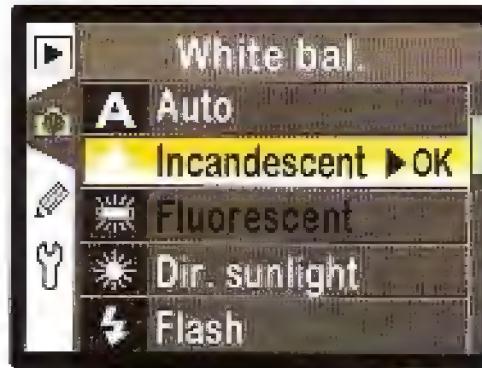 White bal.
A Auto
Incandescent ▶OK
Fluorescent
Dir. sunlight
Flash